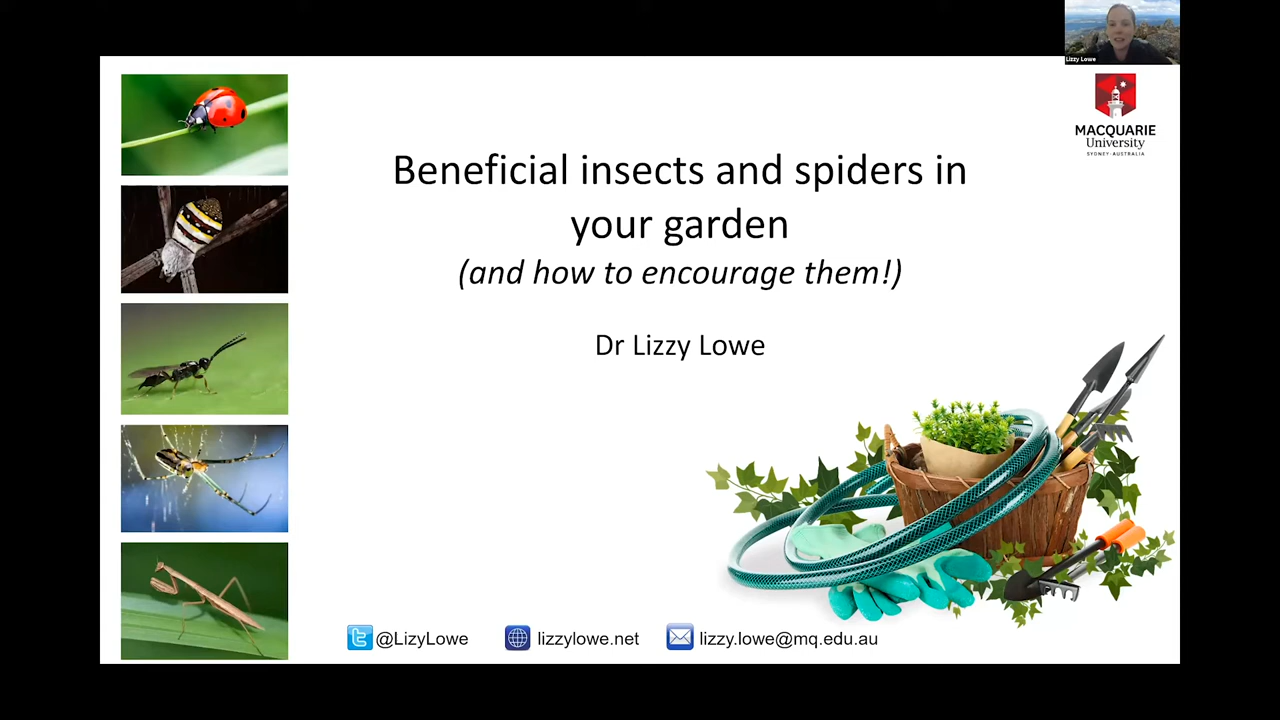 Lizzy Lowe
MACQUARIE
University
SYDNEY·AUSTRALIA
Beneficial insects and spiders in
your garden
(and how to encourage them!)
Dr Lizzy Lowe
@LizyLowe
lizzylowe.net
lizzy.lowe@mq.edu.au